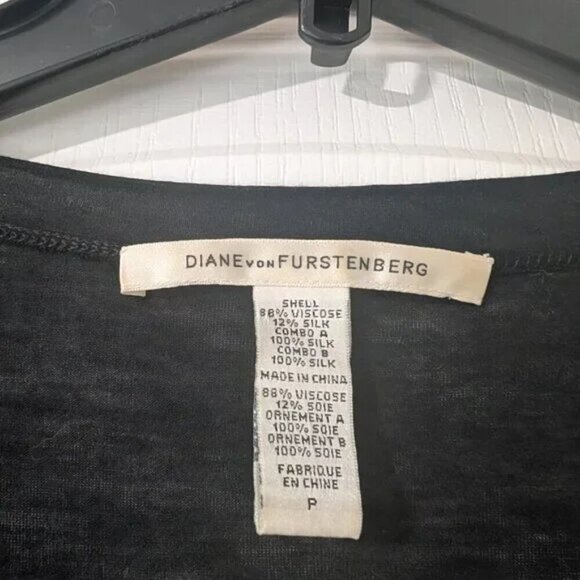 DIANE VON FURSTENBERG
SHELL
88% VISCOSE
12% SILK
COMBO A
100% SILK
COMBO B
100% SILK
MADE IN CHINA
88% VISCOSE
12% SOIE
ORNEMENT A
100% SOIE
ORNEMENT B
100% SOIE
FABRIQUE
EN CHINE
P